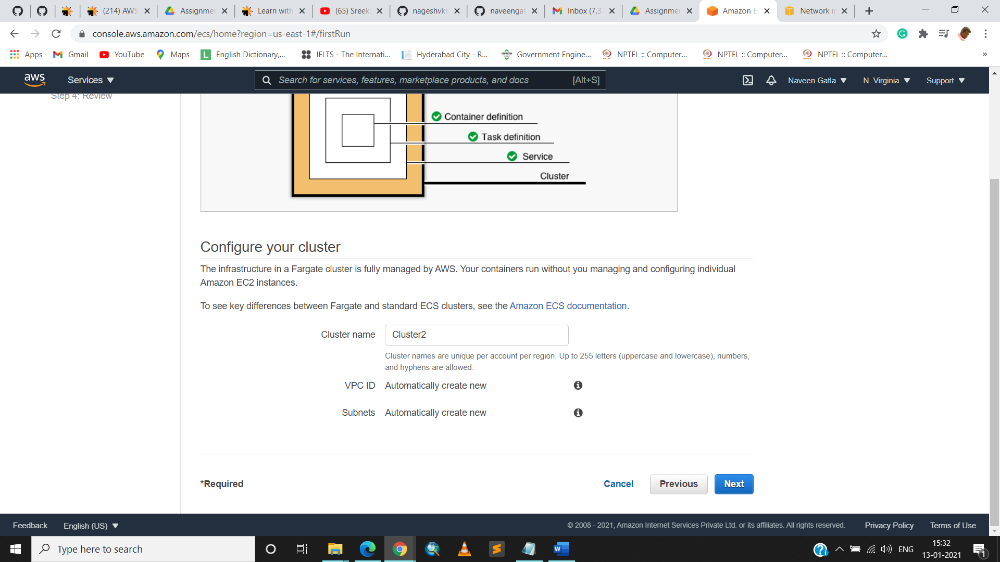 (214) AWS
Assignmen
Learn with
(65) Sreek
nageshvkn
naveengat
Inbox (7,37
Assignmen
Amazon E
Network in
console.aws.amazon.com/ecs/home?region=us-east-1#/firstRun
Apps
Gmail
YouTube
Maps
L
English Dictionary,...
IELTS - The Internati...
Hyderabad City - R...
Government Engine...
NPTEL :: Computer...
NPTEL :: Computer...
NPTEL :: Computer...
»
aws
Services
Search for services, features, marketplace products, and docs
[Alt+S]
Naveen Gatla
N. Virginia
Support
Step 4: Review
Container definition
Task definition
Service
Cluster
Configure your cluster
The infrastructure in a Fargate cluster is fully managed by AWS. Your containers run without you managing and configuring individual
Amazon EC2 instances.
To see key differences between Fargate and standard ECS clusters, see the Amazon ECS documentation.
Cluster name
Cluster2
Cluster names are unique per account per region. Up to 255 letters (uppercase and lowercase), numbers,
and hyphens are allowed.
VPC ID
Automatically create new
Subnets
Automatically create new
*Required
Cancel
Previous
Next
Feedback
English (US)
© 2008 - 2021, Amazon Internet Services Private Ltd. or its affiliates. All rights reserved.
Privacy Policy
Terms of Use
Type here to search
ENG
15:32
13-01-2021
1